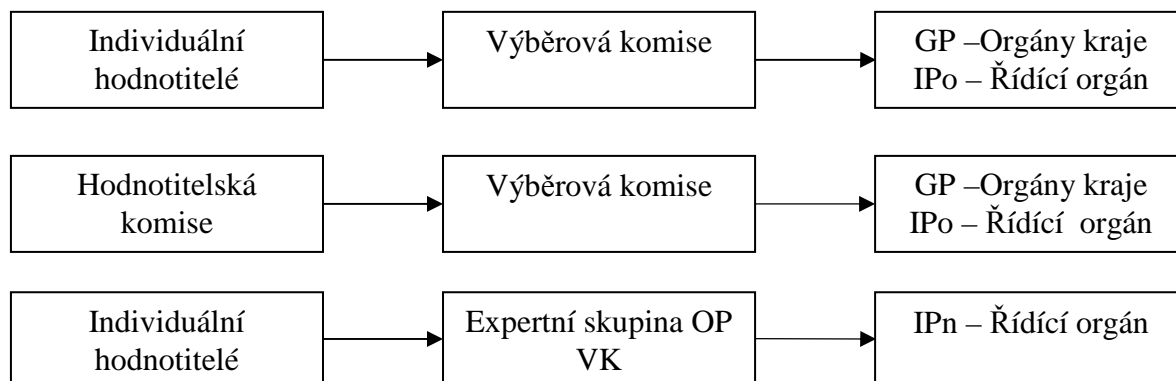 Individuální
hodnotitelé
Výběrová komise
GP –Orgány kraje
IPo – Řídící orgán
Hodnotitelská
komise
Výběrová komise
GP –Orgány kraje
IPo – Řídící  orgán
Individuální
hodnotitelé
Expertní skupina OP
VK
IPn – Řídící orgán